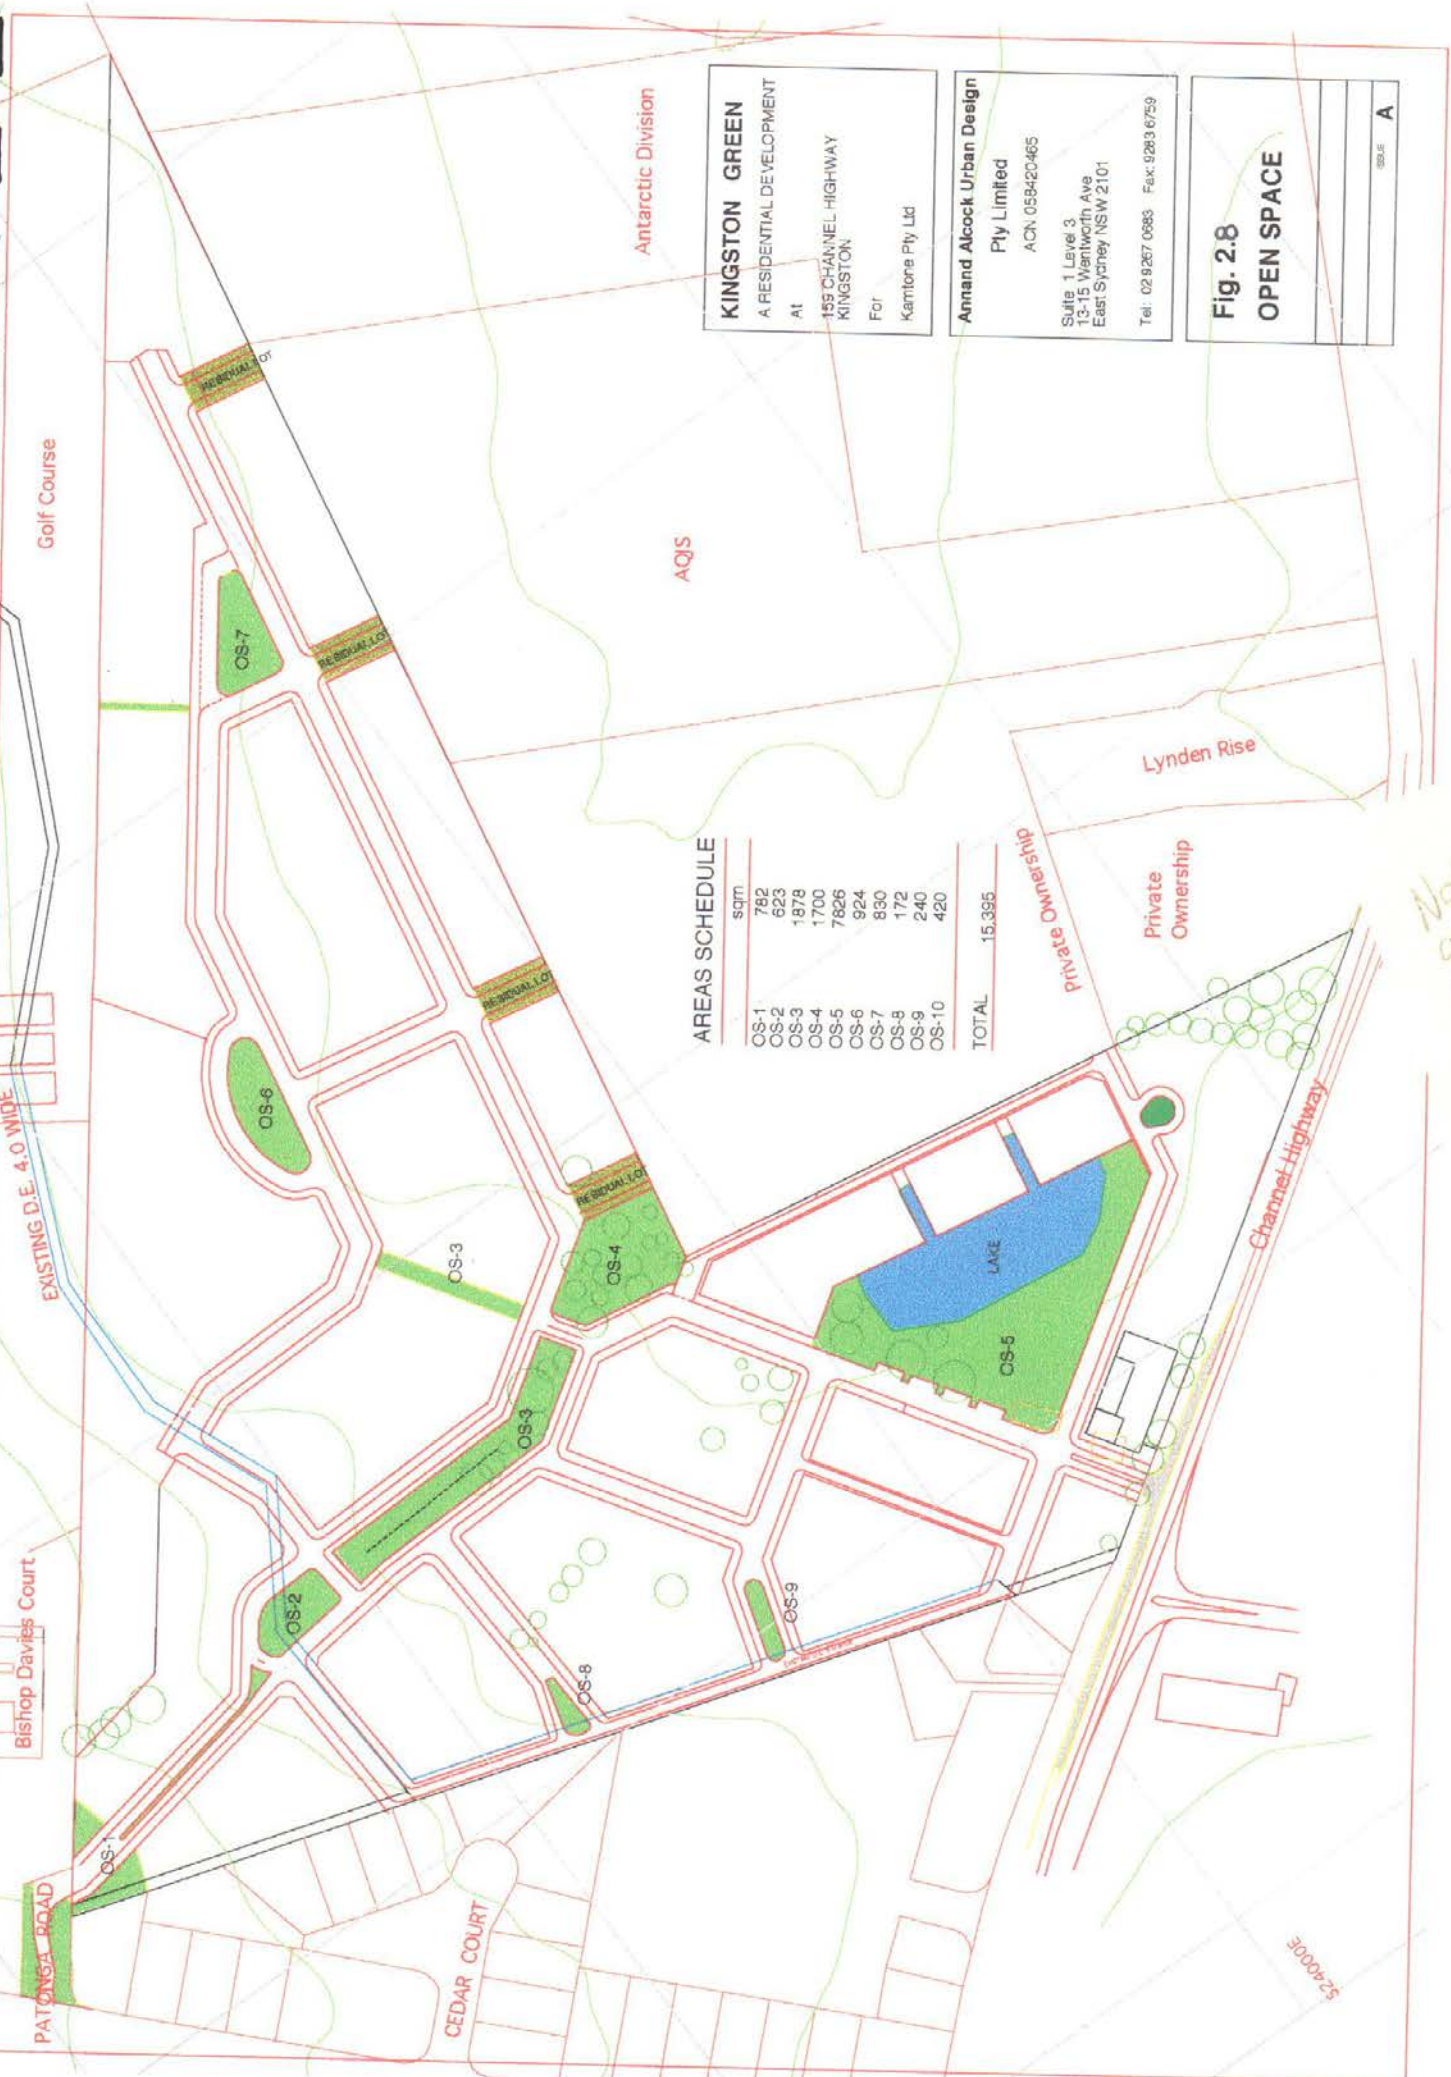 PATONGA ROAD
Bishop Davies Court
EXISTING D.E. 4.0 WIDE
Golf Course
Antarctic Division
AQIS
CEDAR COURT
OS-1
OS-2
OS-3
OS-3
OS-4
OS-5
OS-6
OS-7
OS-8
OS-9
LAKE
RESIDUAL LOT
RESIDUAL LOT
RESIDUAL LOT
RESIDUAL LOT
Private Ownership
Private
Ownership
Lynden Rise
Channel Highway
524000E
AREAS SCHEDULE
sqm
OS-1 782
OS-2 623
OS-3 1878
OS-4 1700
OS-5 7826
OS-6 924
OS-7 830
OS-8 172
OS-9 240
OS-10 420
TOTAL 15,395
KINGSTON GREEN
A RESIDENTIAL DEVELOPMENT
At
159 CHANNEL HIGHWAY
KINGSTON
For
Kamtone Pty Ltd
Annand Alcock Urban Design
Pty Limited
ACN 058420465
Suite 1 Level 3
13-15 Wentworth Ave
East Sydney NSW 2101
Tel: 02 9267 0683 Fax: 9283 6759
Fig. 2.8
OPEN SPACE
ISSUE A